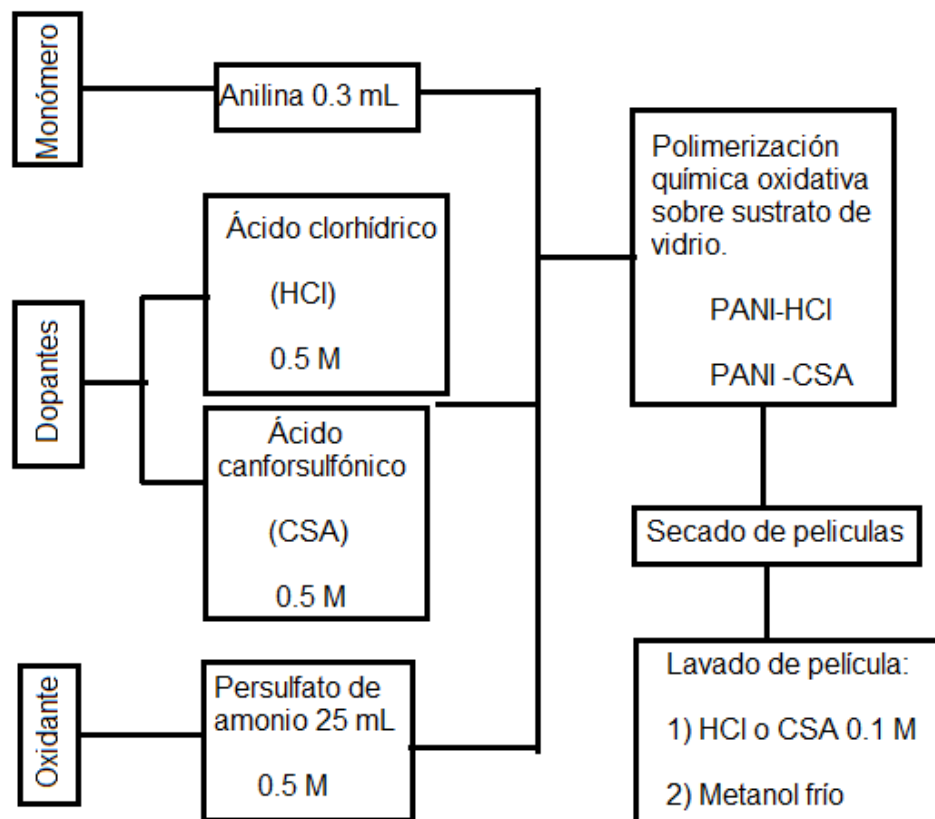 Monómero
Anilina 0.3 mL
Dopantes
Ácido clorhídrico
(HCl)
0.5 M
Ácido
canforsulfónico
(CSA)
0.5 M
Oxidante
Persulfato de
amonio 25 mL
0.5 M
Polimerización
química oxidativa
sobre sustrato de
vidrio.
PANI-HCl
PANI -CSA
Secado de peliculas
Lavado de película:
1) HCl o CSA 0.1 M
2) Metanol frío